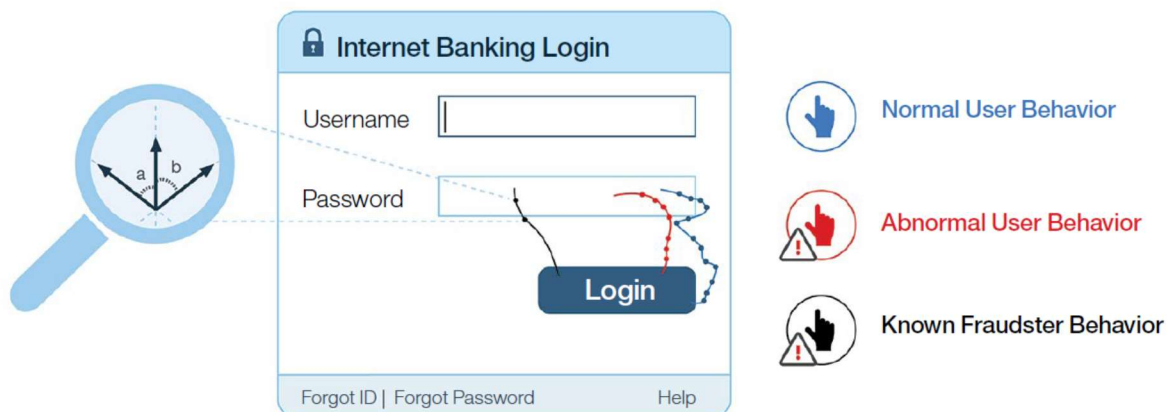 Internet Banking Login
Username
Password
Login
Forgot ID | Forgot Password Help
a b
Normal User Behavior
Abnormal User Behavior
Known Fraudster Behavior